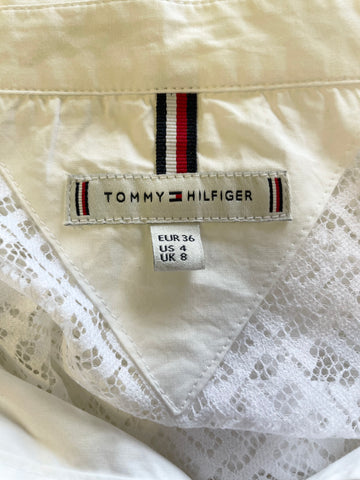 TOMMY HILFIGER
EUR 36
US 4
UK 8